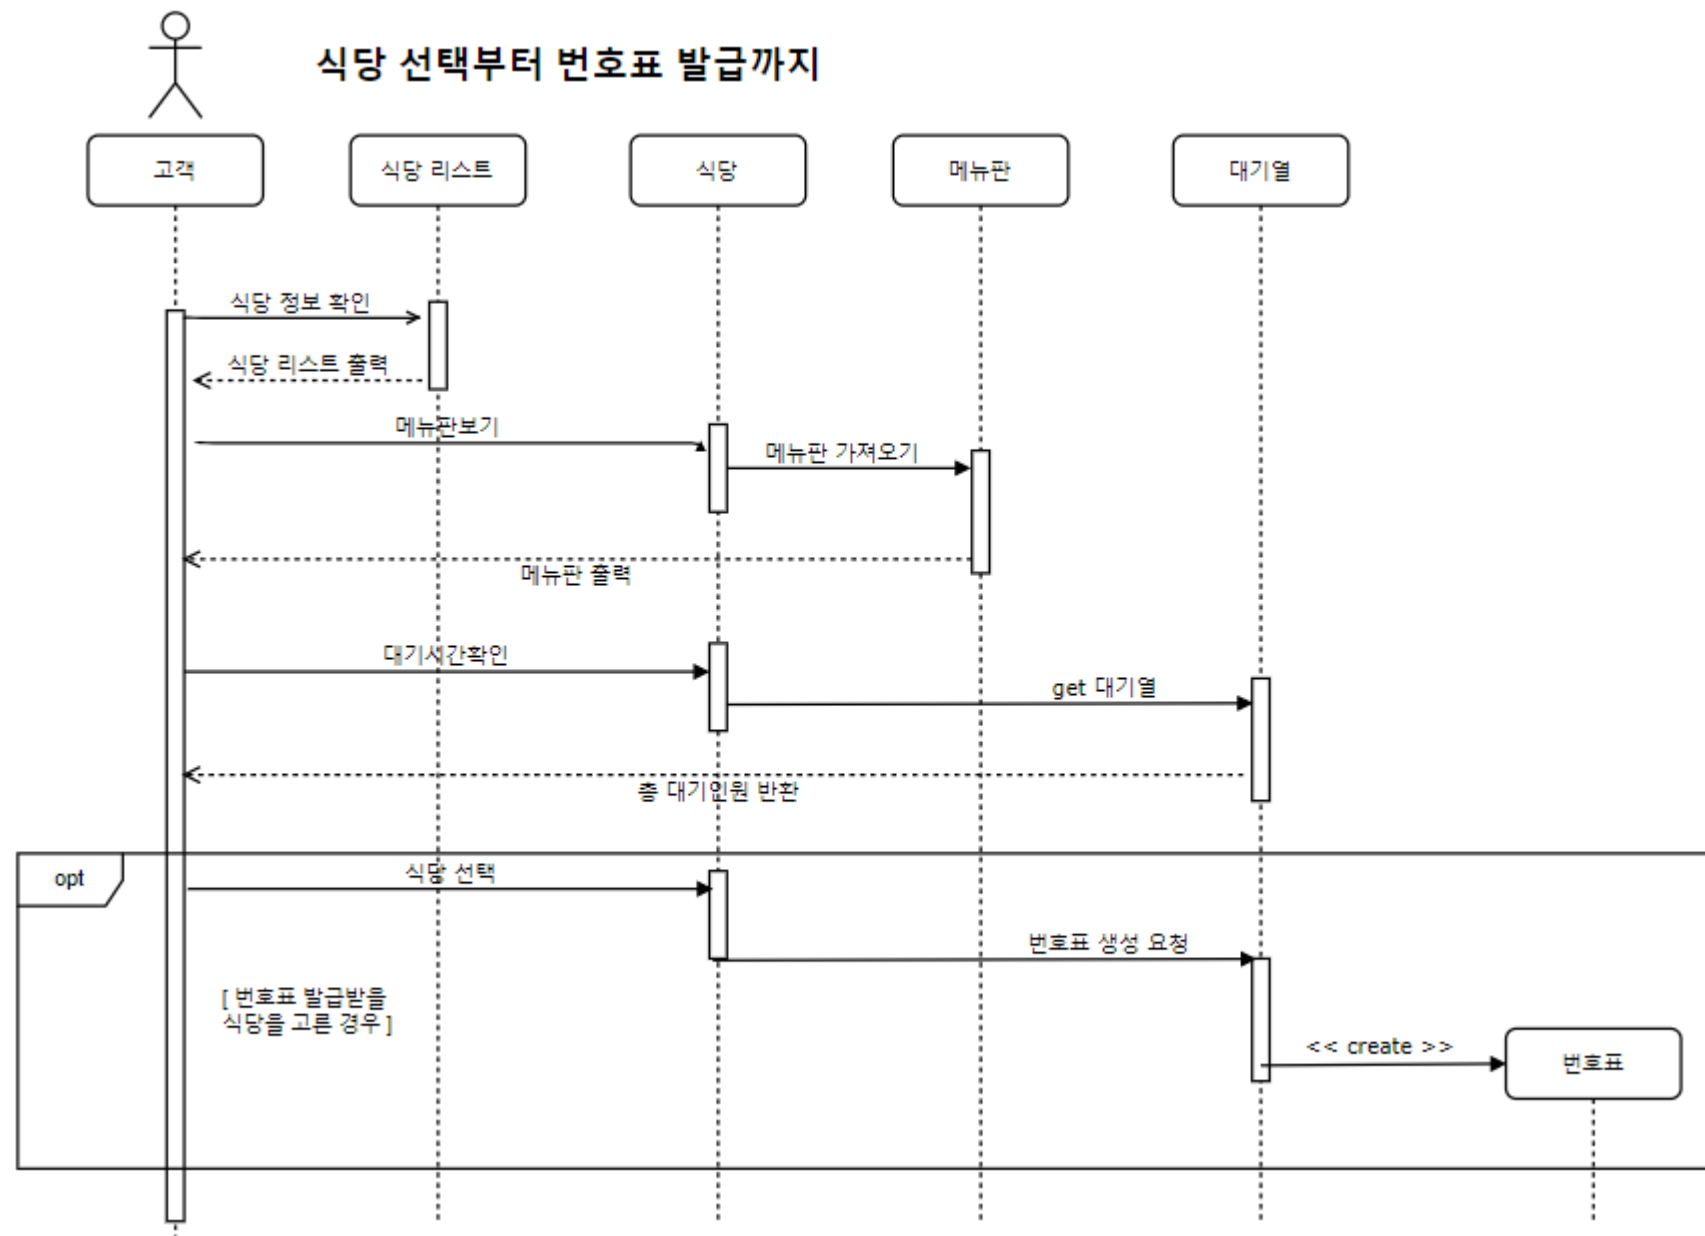 식당 선택부터 번호표 발급까지
고객
식당 리스트
식당
메뉴판
대기열
식당 정보 확인
식당 리스트 출력
메뉴판보기
메뉴판 가져오기
메뉴판 출력
대기시간확인
get 대기열
총 대기인원 반환
opt
식당 선택
번호표 생성 요청
[ 번호표 발급받을
식당을 고른 경우 ]
<< create >>
번호표